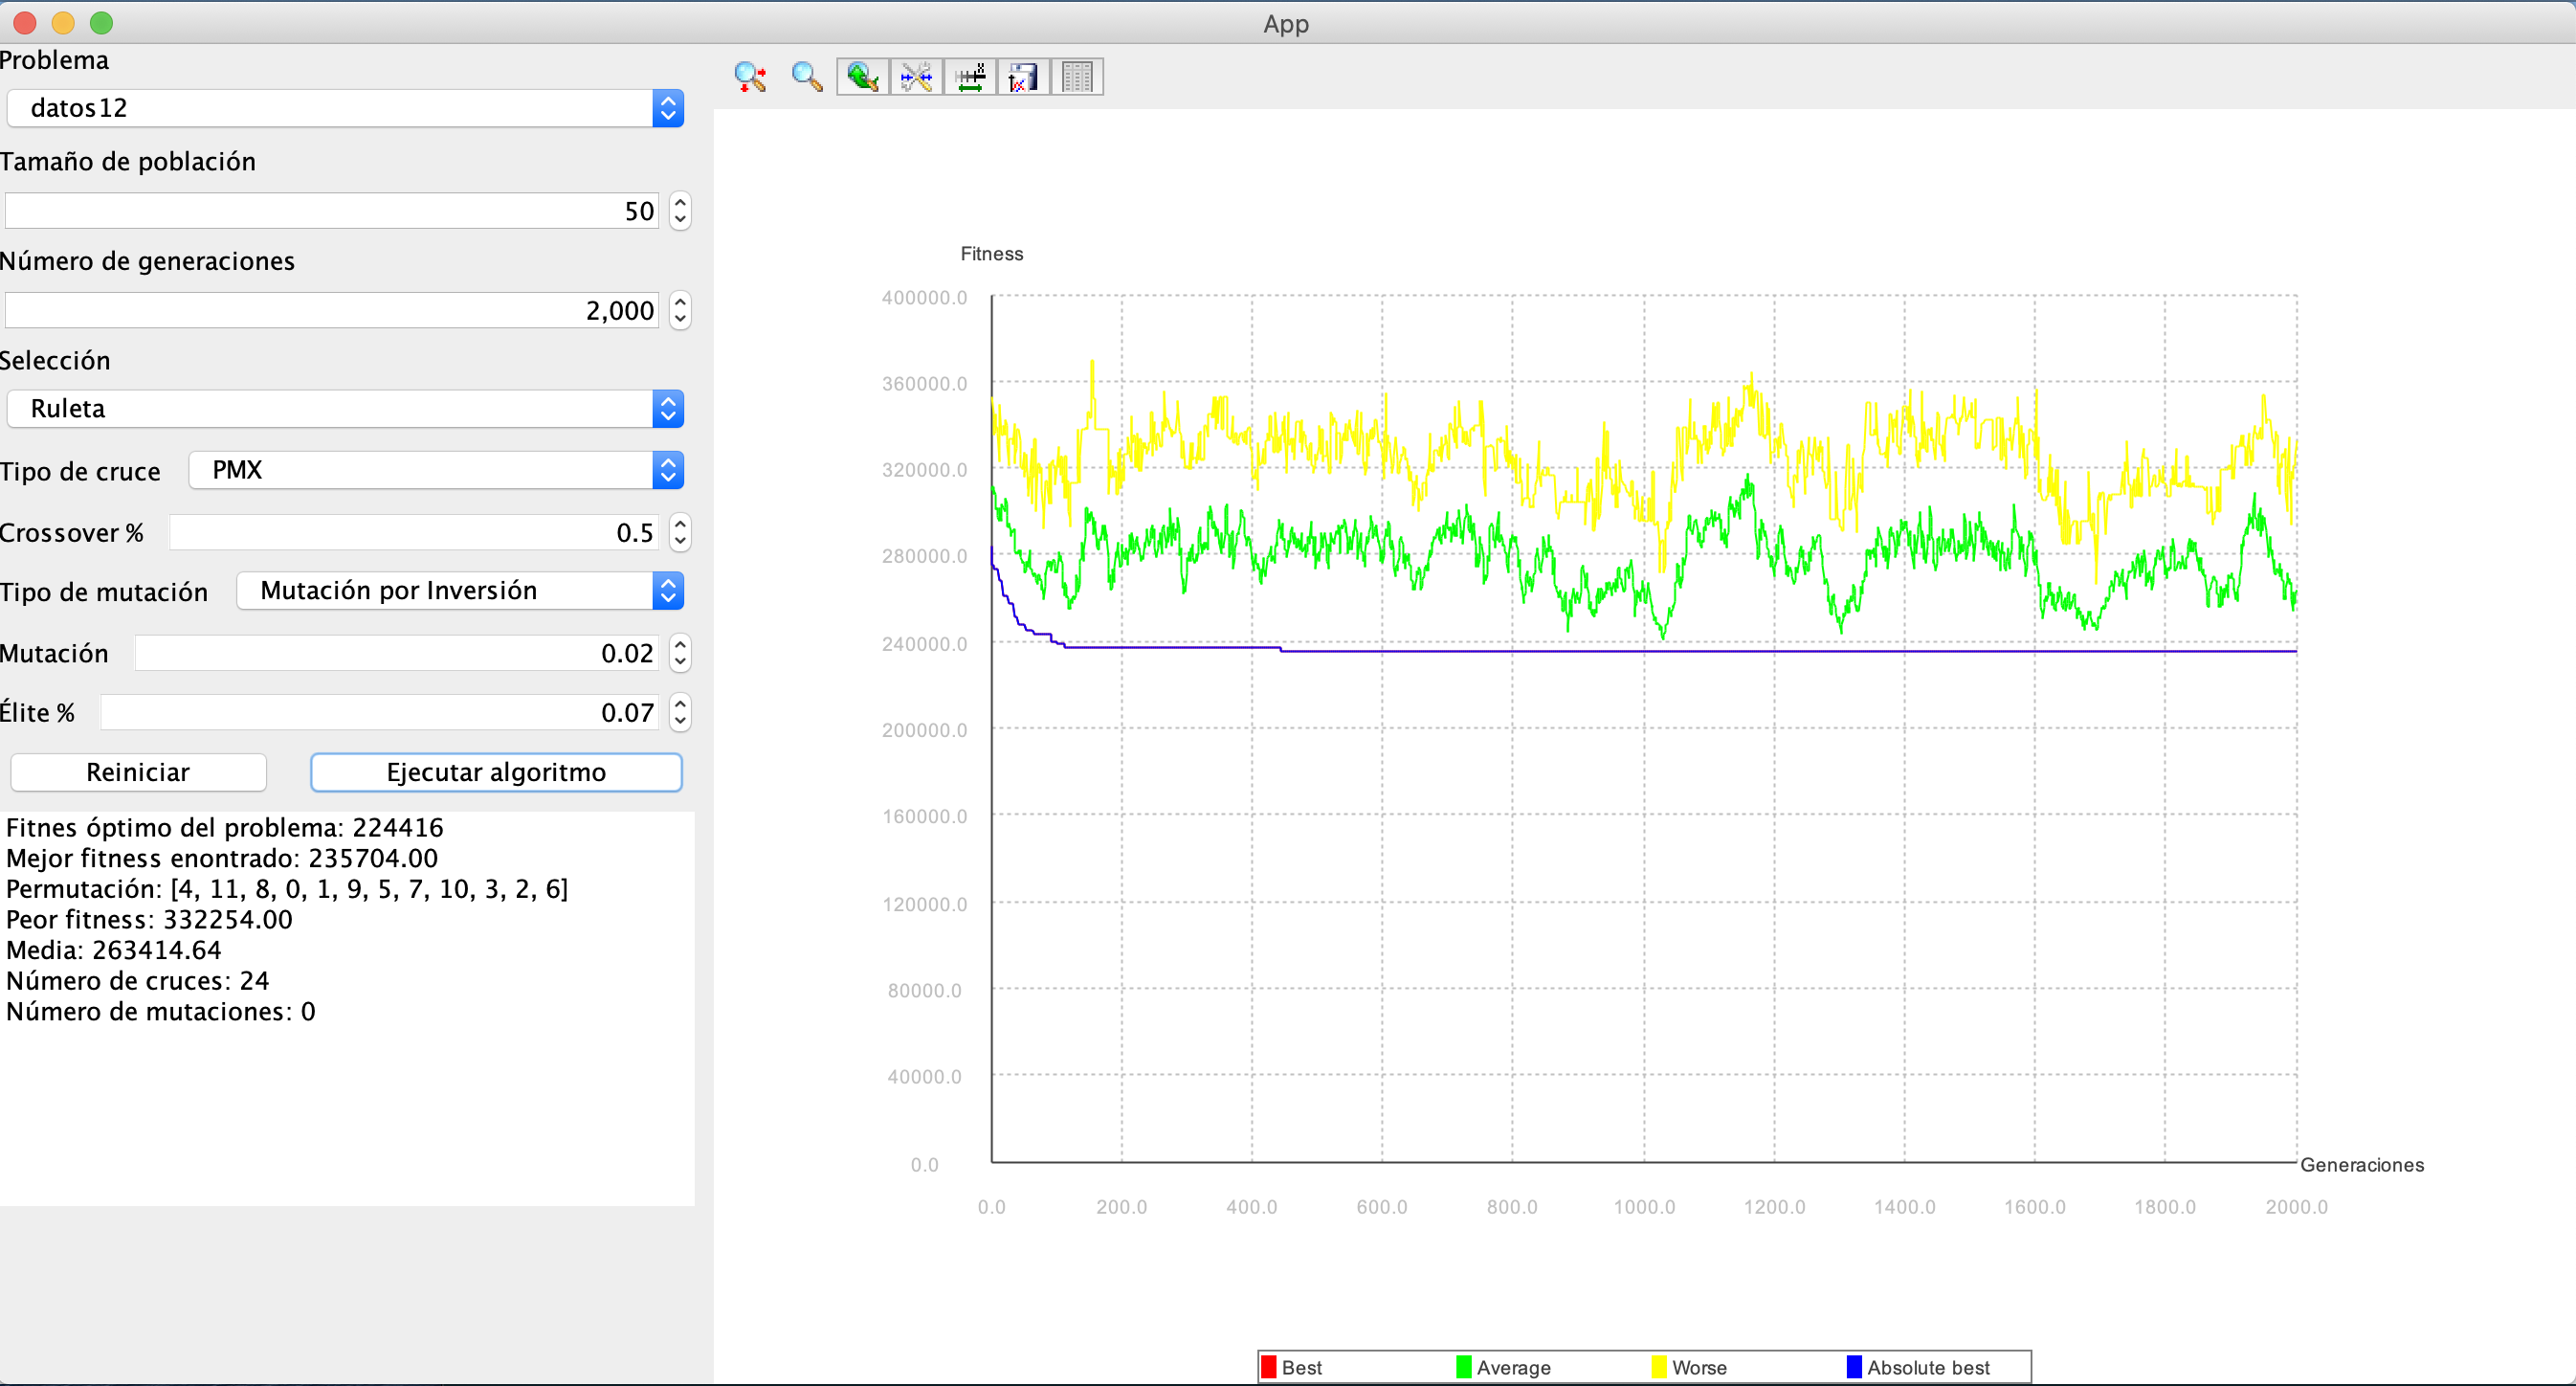 App
Problema
datos12
Tamaño de población
50
Número de generaciones
2,000
Selección
Ruleta
Tipo de cruce PMX
Crossover % 0.5
Tipo de mutación Mutación por Inversión
Mutación 0.02
Élite % 0.07
Reiniciar Ejecutar algoritmo
Fitnes óptimo del problema: 224416
Mejor fitness enontrado: 235704.00
Permutación: [4, 11, 8, 0, 1, 9, 5, 7, 10, 3, 2, 6]
Peor fitness: 332254.00
Media: 263414.64
Número de cruces: 24
Número de mutaciones: 0
Fitness
400000.0
360000.0
320000.0
280000.0
240000.0
200000.0
160000.0
120000.0
80000.0
40000.0
0.0
Generaciones
0.0 200.0 400.0 600.0 800.0 1000.0 1200.0 1400.0 1600.0 1800.0 2000.0
Best Average Worse Absolute best